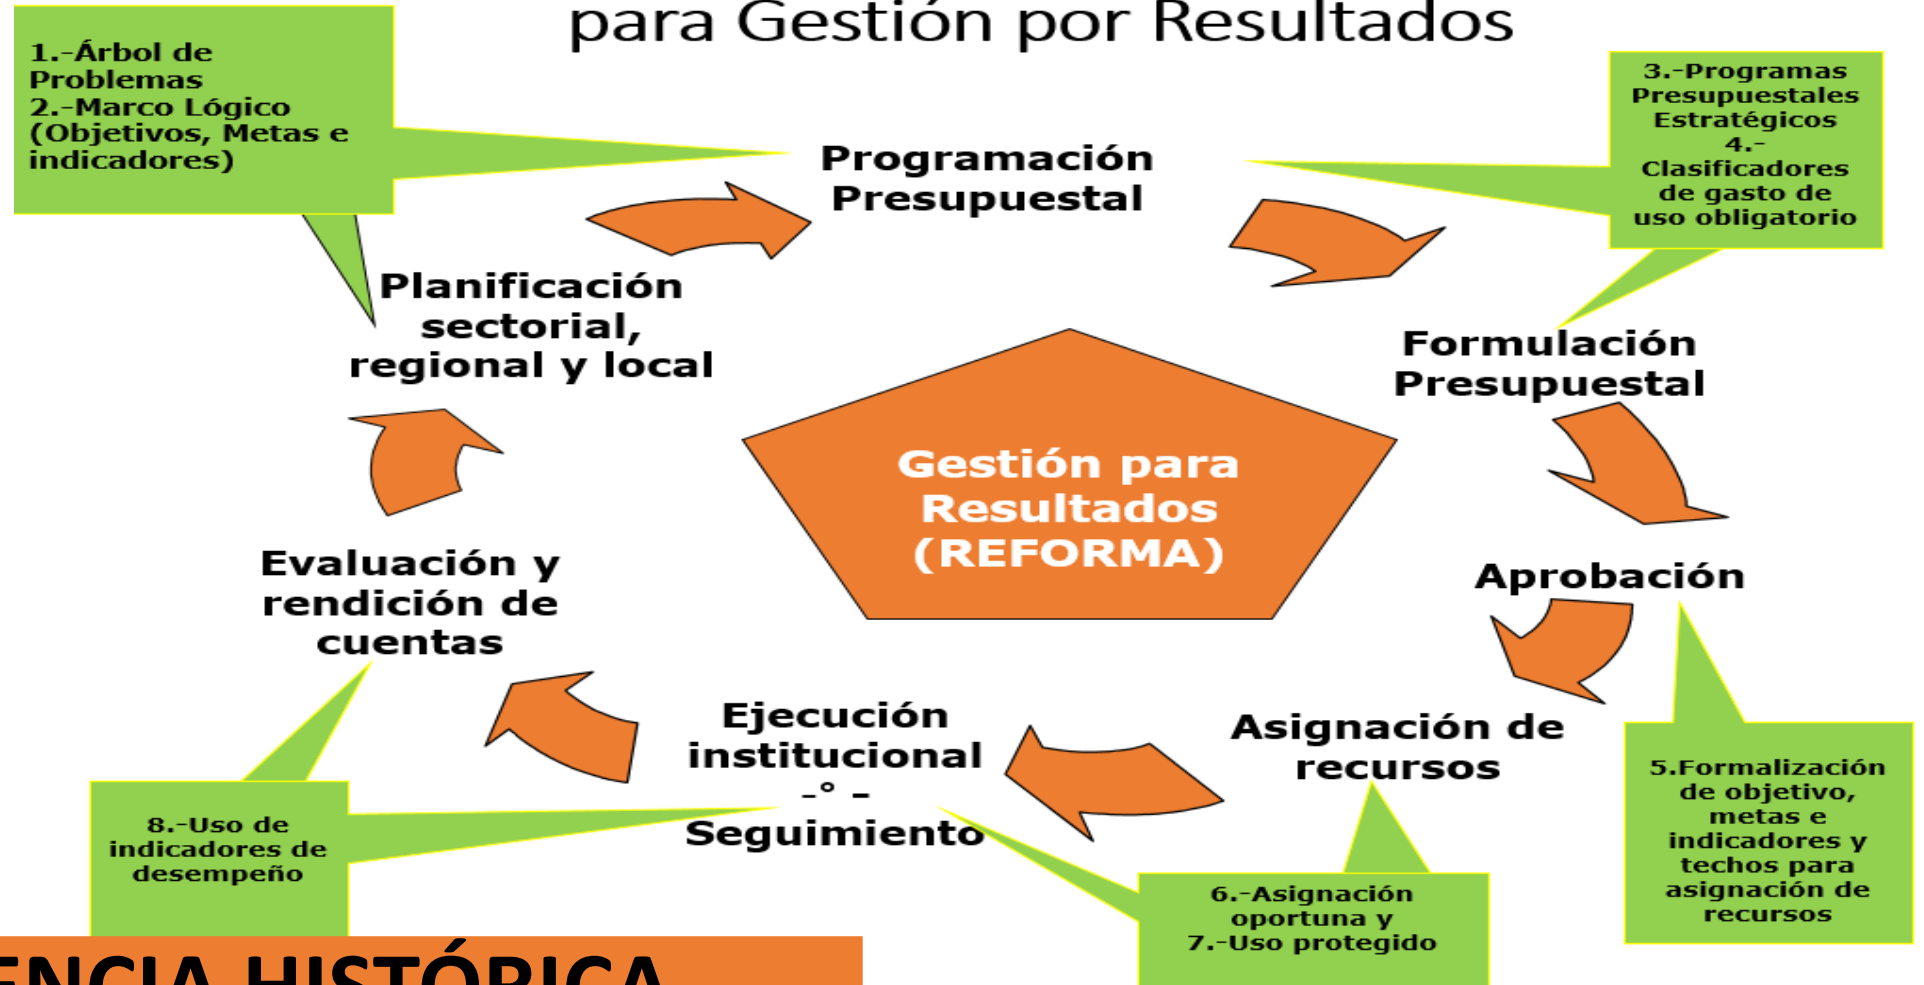 para Gestión por Resultados
1.-Árbol de
Problemas
2.-Marco Lógico
(Objetivos, Metas e
indicadores)
3.-Programas
Presupuestales
Estratégicos
4.-
Clasificadores
de gasto de
uso obligatorio
Programación
Presupuestal
Planificación
sectorial,
regional y local
Formulación
Presupuestal
Gestión para
Resultados
(REFORMA)
Evaluación y
rendición de
cuentas
Aprobación
Ejecución
institucional
-° -
Seguimiento
Asignación de
recursos
5.Formalización
de objetivo,
metas e
indicadores y
techos para
asignación de
recursos
8.-Uso de
indicadores de
desempeño
6.-Asignación
oportuna y
7.-Uso protegido
HISTÓRICA